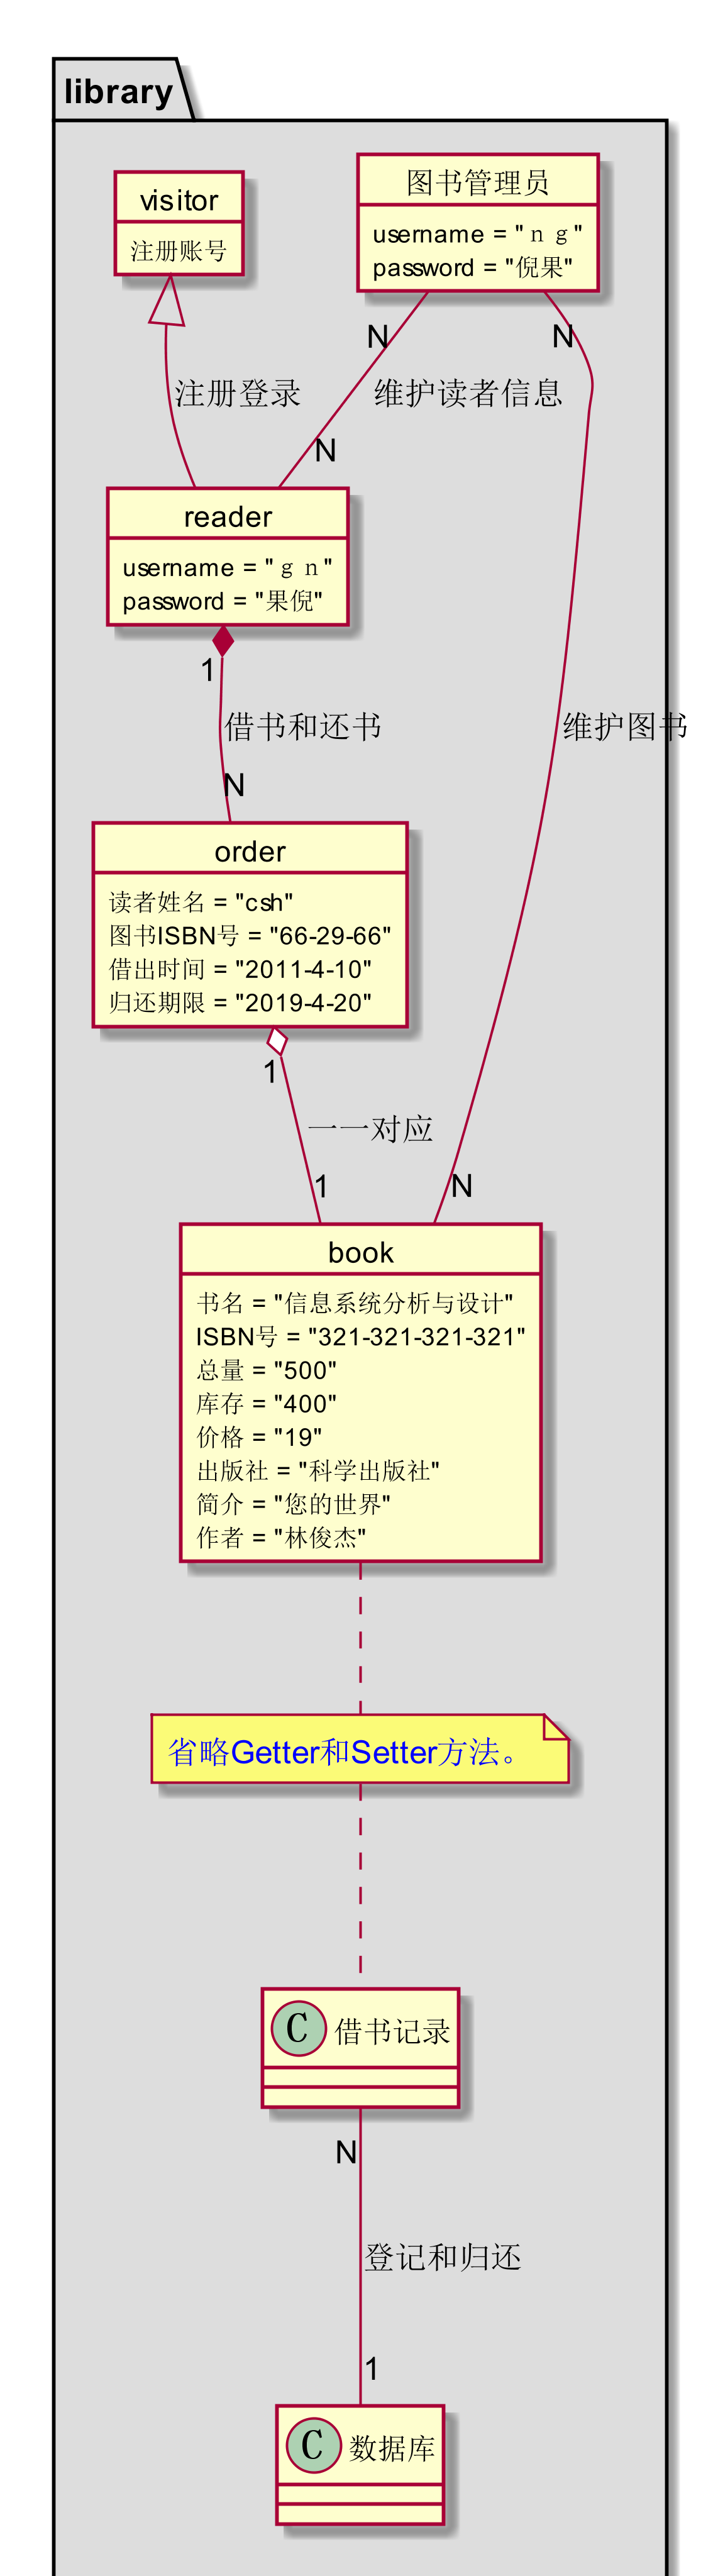 library
visitor
注册账号
图书管理员
username = "ｎｇ"
password = "倪果"
N
N
注册登录
维护读者信息
N
reader
username = "ｇｎ"
password = "果倪"
1
借书和还书
维护图书
N
order
读者姓名 = "csh"
图书ISBN号 = "66-29-66"
借出时间 = "2011-4-10"
归还期限 = "2019-4-20"
1
一一对应
1
N
book
书名 = "信息系统分析与设计"
ISBN号 = "321-321-321-321"
总量 = "500"
库存 = "400"
价格 = "19"
出版社 = "科学出版社"
简介 = "您的世界"
作者 = "林俊杰"
省略Getter和Setter方法。
C 借书记录
N
登记和归还
1
C 数据库